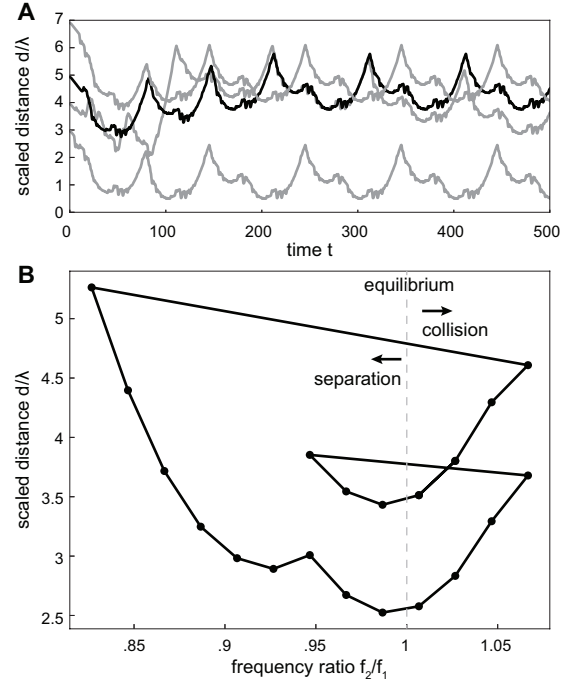 A
scaled distance d/λ
7
6
5
4
3
2
1
0
0
100
200
300
400
500
time t
B
scaled distance d/λ
5
4.5
4
3.5
3
2.5
equilibrium
collision
separation
.85
.9
.95
1
1.05
frequency ratio f₂/f₁